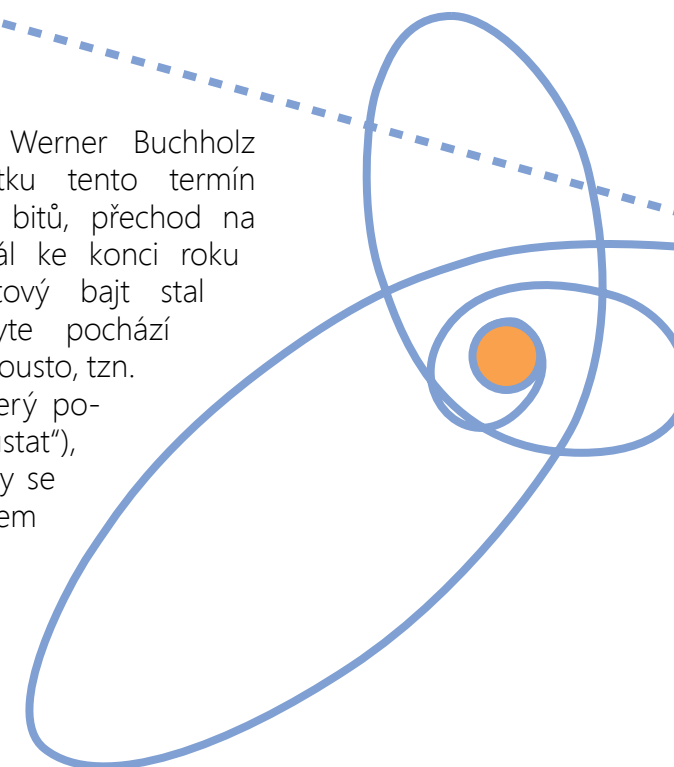 Werner Buchholz
tku tento termín
bitů, přechod na
ál ke konci roku
tový bajt stal
yte pochází
ousto, tzn.
erý po-
stat“),
y se
em